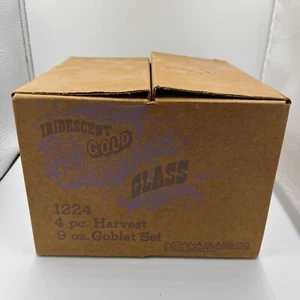 IRIDESCENT
GOLD
GLASS
1224
4 pc. Harvest
9 oz. Goblet Set
INDIANA GLASS CO.